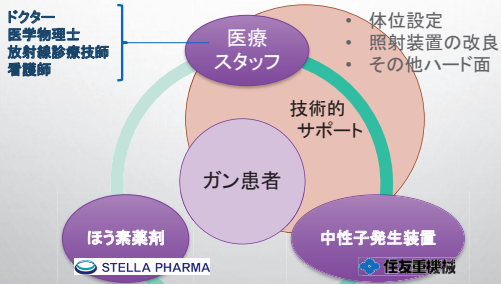 ドクター
医学物理士
放射線診療技師
看護師
医療
スタッフ
• 体位設定
• 照射装置の改良
• その他ハード面
技術的
サポート
ガン患者
ほう素薬剤
中性子発生装置
STELLA PHARMA
住友重機械